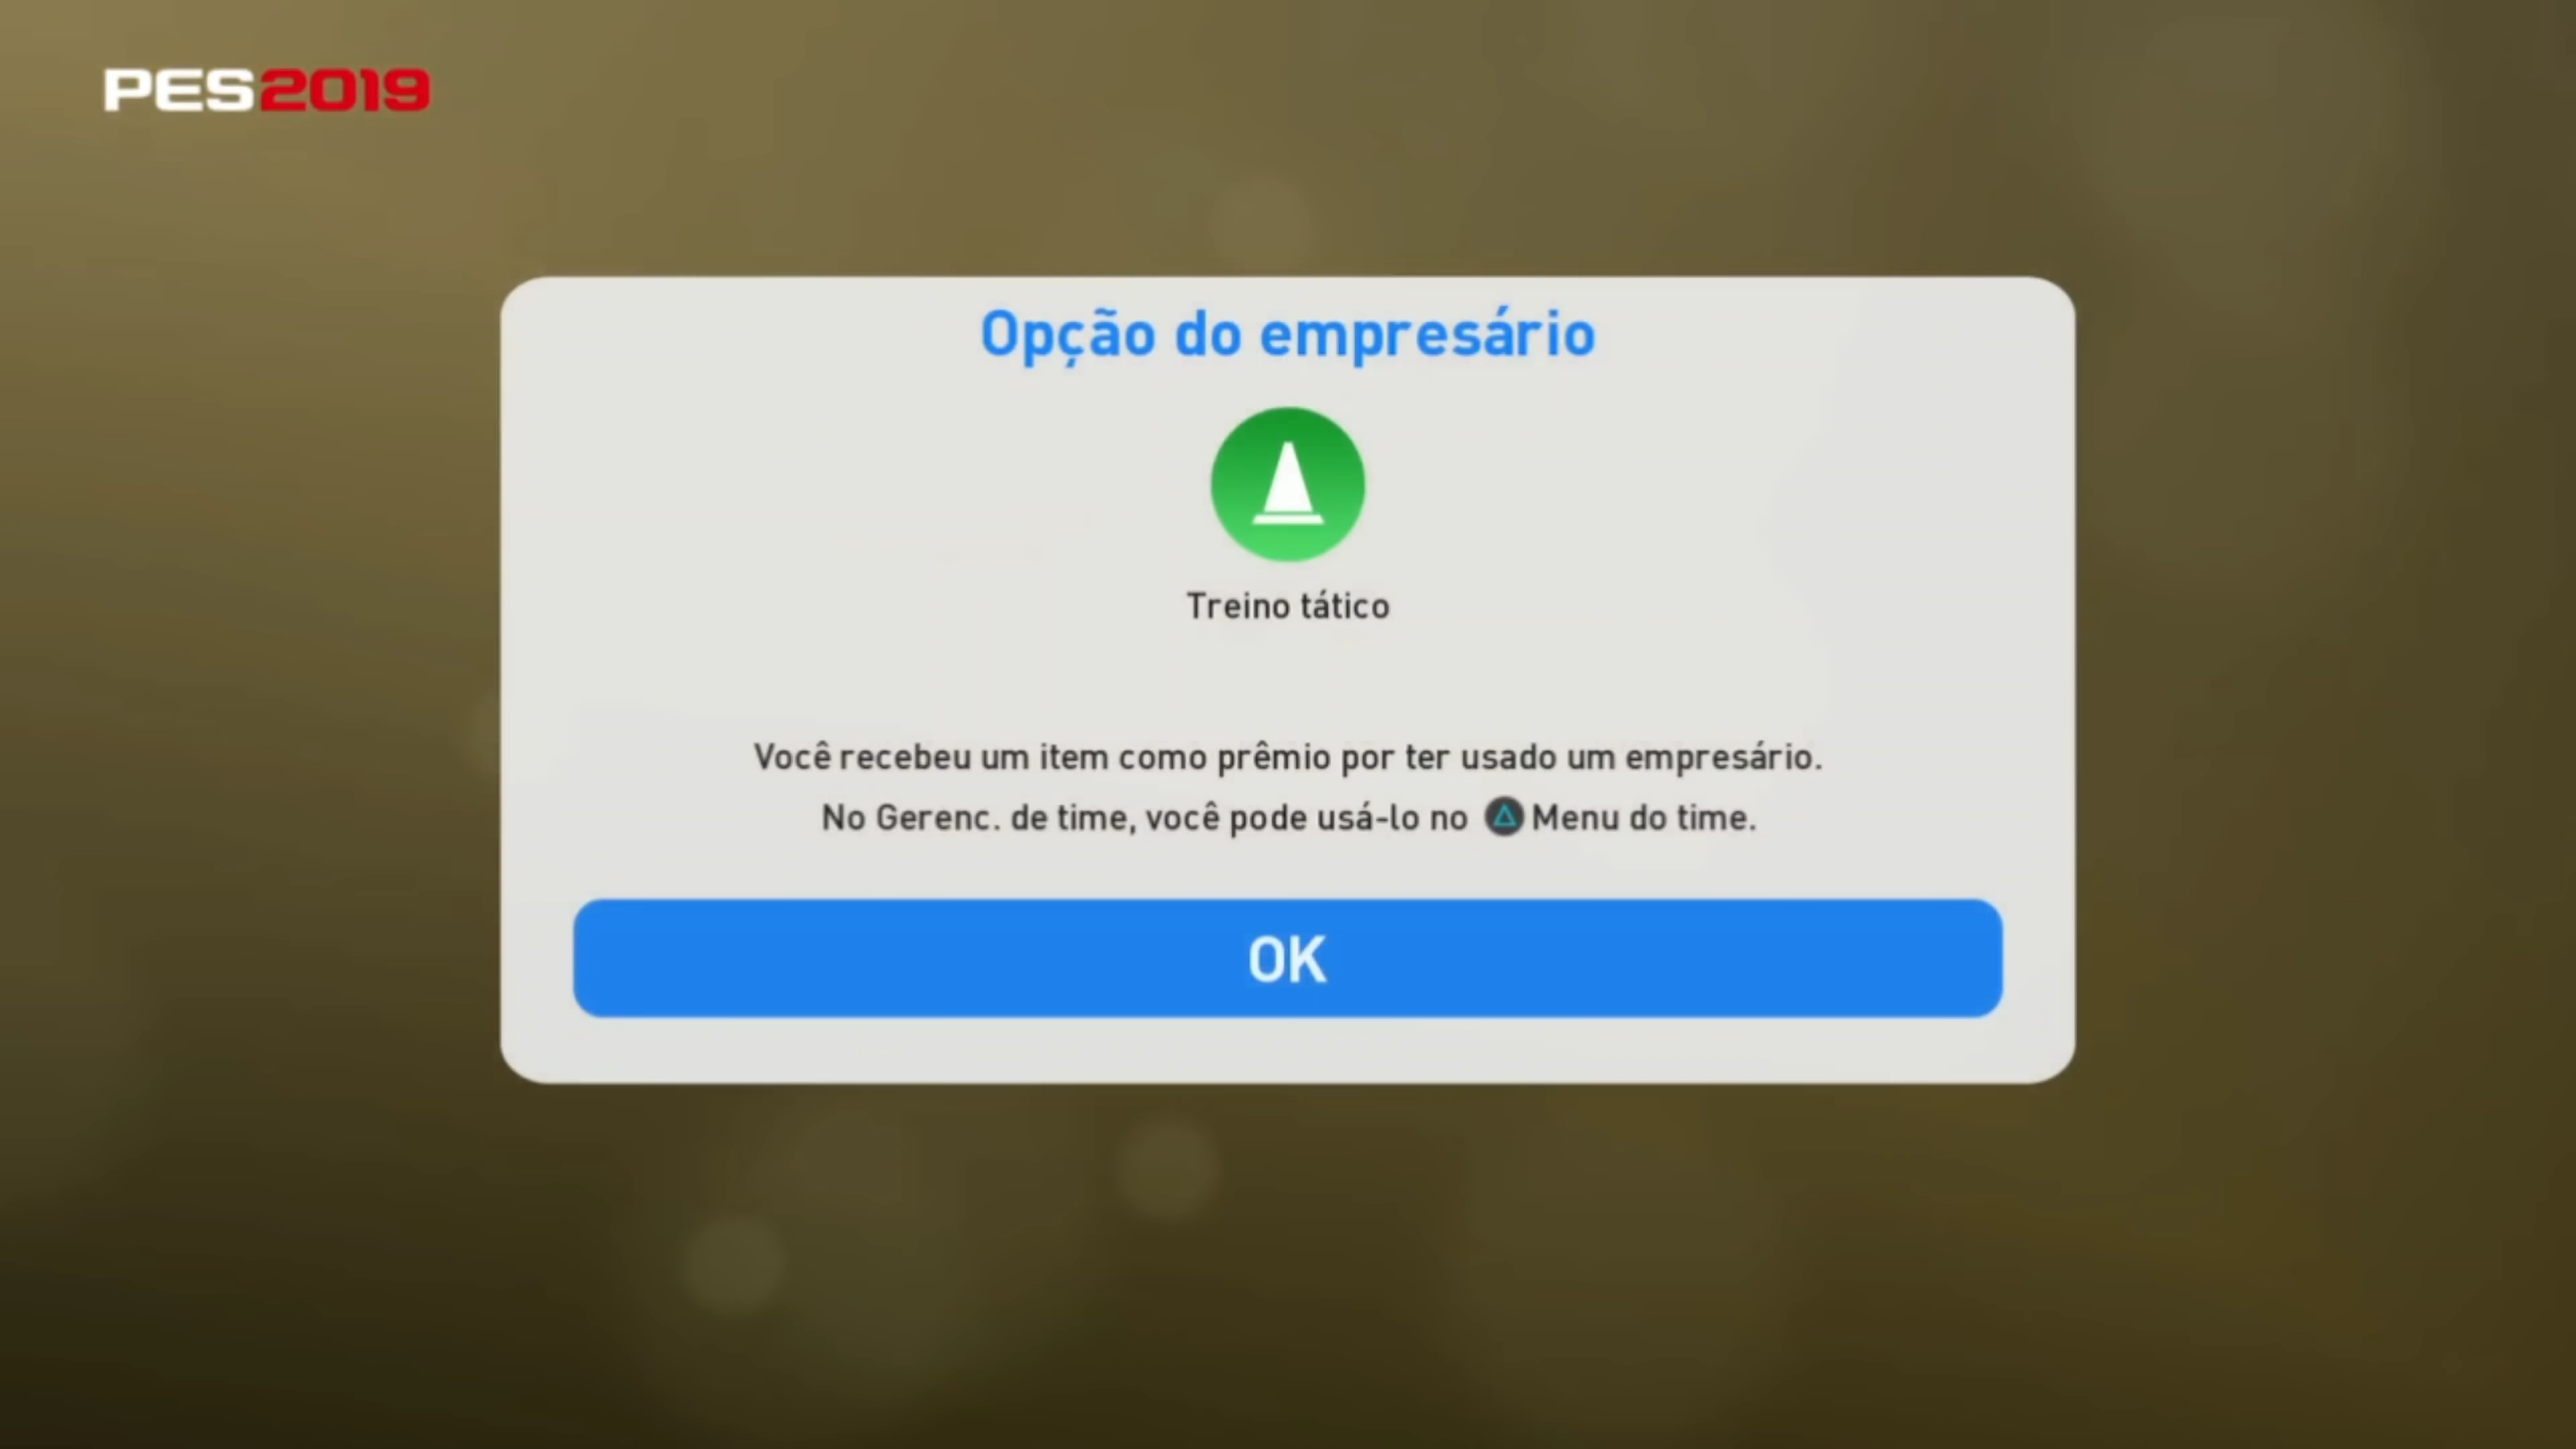 PES2019
Opção do empresário
Treino tático
Você recebeu um item como prêmio por ter usado um empresário.
No Gerenc. de time, você pode usá-lo no Menu do time.
OK